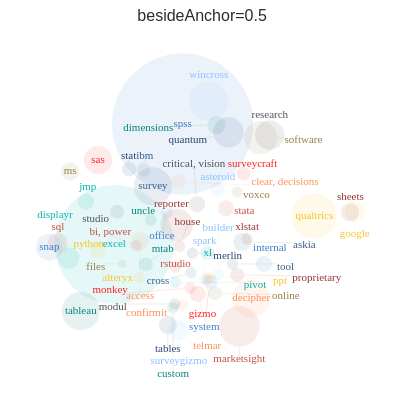 besideAnchor=0.5
wincross
research
dimensions spss
quantum software
statibm
critical, vision surveycraft
sas
ms asteroid clear, decisions
jmp survey voxco
sheets
displayr studio uncle reporter stata
qualtrics
sql bi, power house builder xlstat google
snap python excel office spark internal askia
mtab xl merlin
files rstudio tool
alteryx cross pivot ppt proprietary
monkey access decipher online
tableau modul confirmit gizmo
system
tables telmar
surveygizmo marketsight
custom